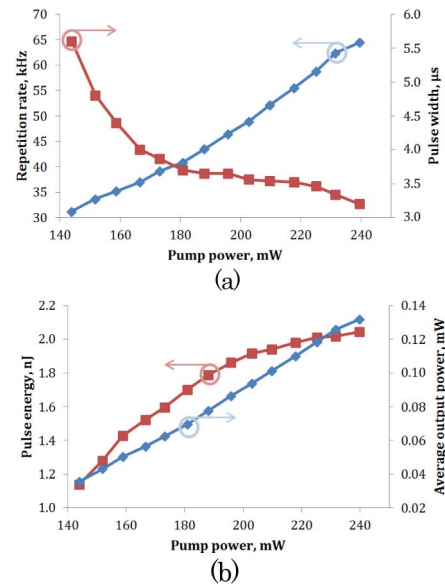 (a)
Repetition rate, kHz
70
65
60
55
50
45
40
35
30
Pulse width, µs
6.0
5.5
5.0
4.5
4.0
3.5
3.0
140 160 180 200 220 240
Pump power, mW
(a)
Pulse energy, nJ
2.2
2.0
1.8
1.6
1.4
1.2
1.0
Average output power, mW
0.14
0.12
0.10
0.08
0.06
0.04
0.02
140 160 180 200 220 240
Pump power, mW
(b)